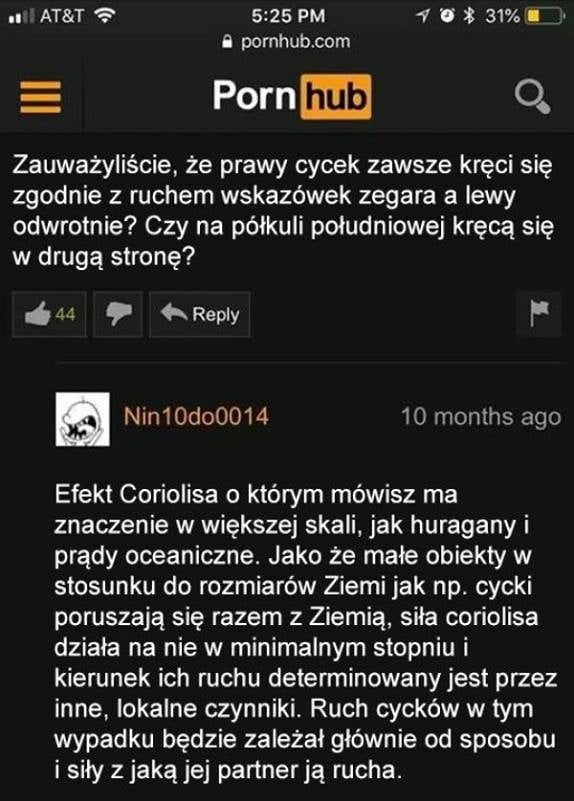 AT&T 5:25 PM 31%
pornhub.com
Porn hub
Zauważyliście, że prawy cycek zawsze kręci się
zgodnie z ruchem wskazówek zegara a lewy
odwrotnie? Czy na półkuli południowej kręcą się
w drugą stronę?
44 Reply
Nin10do0014 10 months ago
Efekt Coriolisa o którym mówisz ma
znaczenie w większej skali, jak huragany i
prądy oceaniczne. Jako że małe obiekty w
stosunku do rozmiarów Ziemi jak np. cycki
poruszają się razem z Ziemią, siła coriolisa
działa na nie w minimalnym stopniu i
kierunek ich ruchu determinowany jest przez
inne, lokalne czynniki. Ruch cycków w tym
wypadku będzie zależał głównie od sposobu
i siły z jaką jej partner ją rucha.